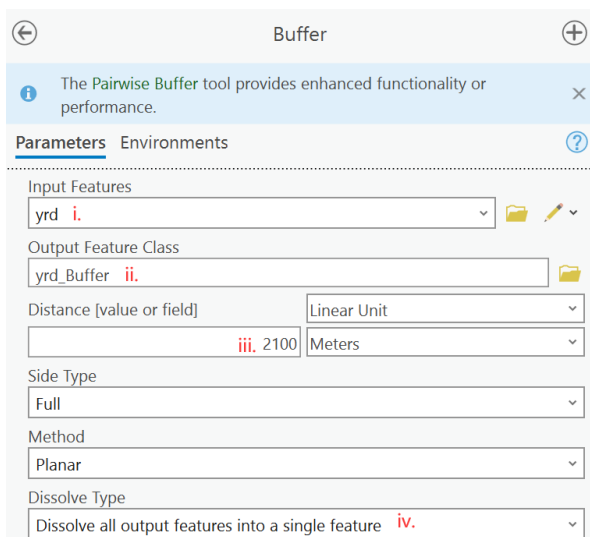 Buffer
The Pairwise Buffer tool provides enhanced functionality or
performance.
Parameters Environments
Input Features
yrd i.
Output Feature Class
yrd_Buffer ii.
Distance [value or field] Linear Unit
iii. 2100 Meters
Side Type
Full
Method
Planar
Dissolve Type
Dissolve all output features into a single feature iv.